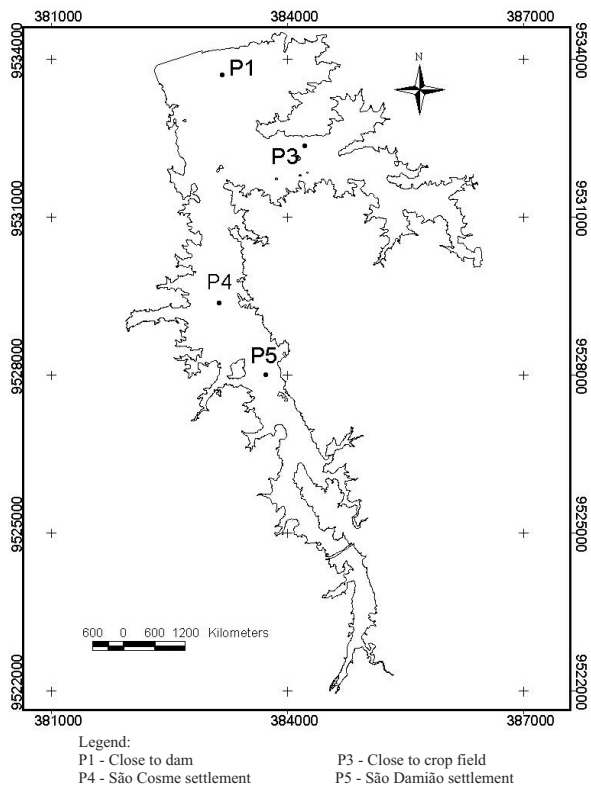 381000 384000 387000
N
9534000 9534000
P1
P3
9531000 9531000
P4
9528000 9528000
P5
9525000 9525000
600 0 600 1200 Kilometers
9522000 9522000
381000 384000 387000
Legend:
P1 - Close to dam P3 - Close to crop field
P4 - São Cosme settlement P5 - São Damião settlement